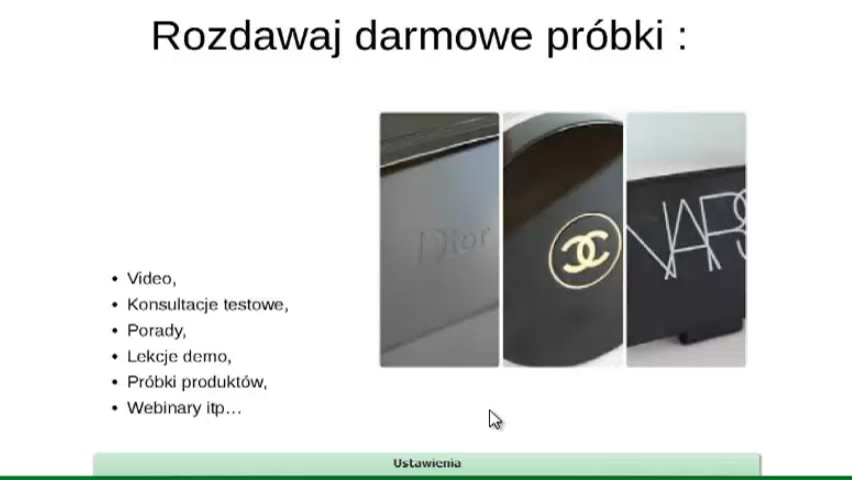 Rozdawaj darmowe próbki :
Dior
NARS
• Video,
• Konsultacje testowe,
• Porady,
• Lekcje demo,
• Próbki produktów,
• Webinary itp...
Ustawienia